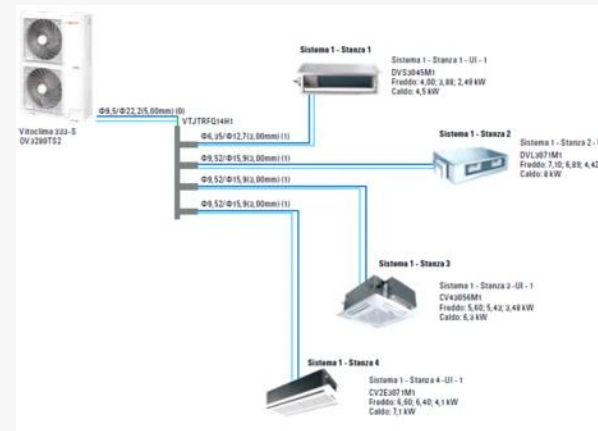 Sistema 1 - Stanza 1
Sistema 1 - Stanza 1 - UI - 1
DVS3045M1
Freddo: 4,00; 3,88; 2,49 kW
Caldo: 4,5 kW
Φ9,5/Φ22,2(5,00mm) (0)
VTJTRFG14H1
Vitoclima 333-S
OV3280TS2
Φ6,35/Φ12,7(3,00mm) (1)
Sistema 1 - Stanza 2
Sistema 1 - Stanza 2 - U
DVL3071M1
Freddo: 7,10; 6,89; 4,42
Caldo: 8 kW
Φ9,52/Φ15,9(3,00mm) (1)
Φ9,52/Φ15,9(3,00mm) (1)
Φ9,52/Φ15,9(3,00mm) (1)
Sistema 1 - Stanza 3
Sistema 1 - Stanza 3 -UI - 1
CV43056M1
Freddo: 5,60; 5,43; 3,48 kW
Caldo: 6,3 kW
Sistema 1 - Stanza 4
Sistema 1 - Stanza 4 -UI - 1
CV2E3071M1
Freddo: 6,60; 6,40; 4,1 kW
Caldo: 7,1 kW